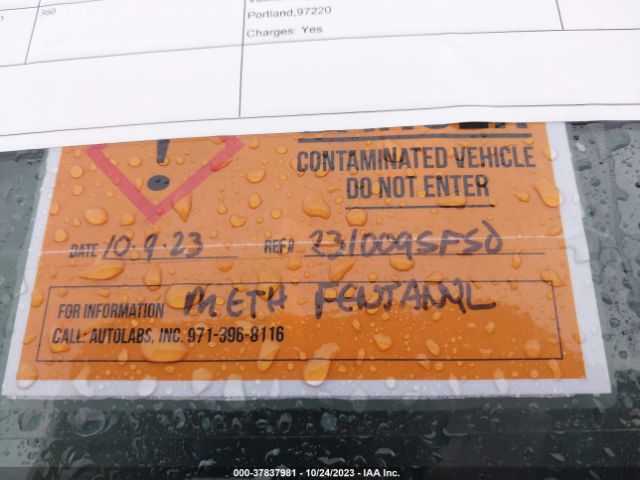 360
Portland,97220
Charges: Yes
CONTAMINATED VEHICLE
DO NOT ENTER
DATE 10.9.23 REF# 231009SFSD
FOR INFORMATION METH FENTANYL
CALL: AUTOLABS, INC. 971-396-8116
000-37837981 - 10/24/2023 - IAA Inc.